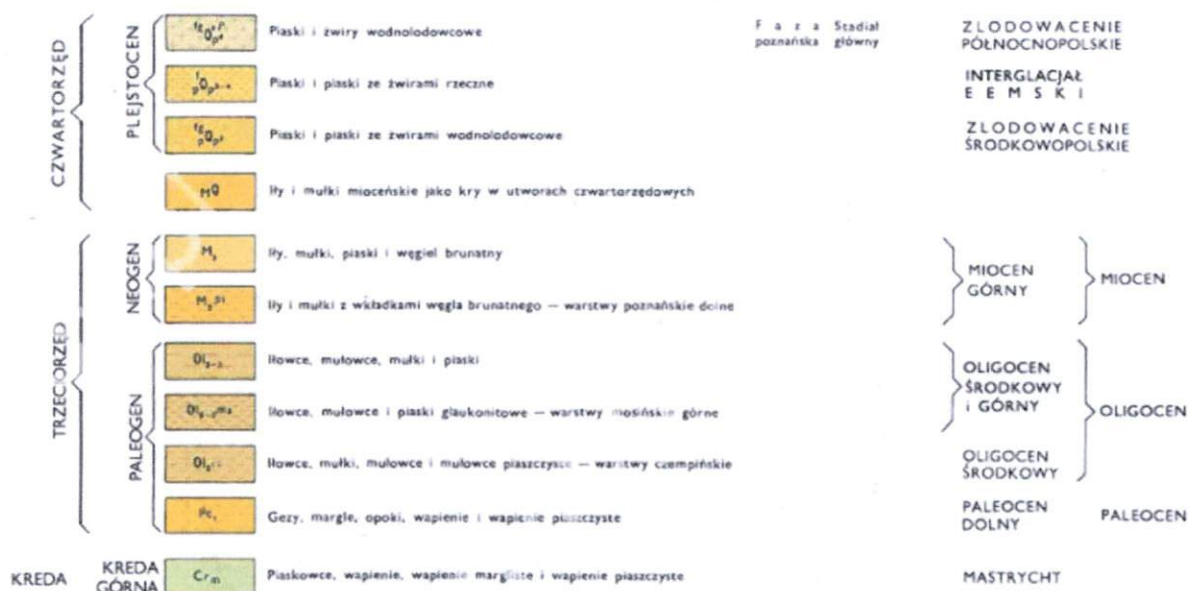 CZWARTORZĘD
PLEJSTOCEN
Piaski i żwiry wodnolodowcowe
Faza poznańska
Stadiał główny
ZLODOWACENIE
PÓŁNOCNOPOLSKIE
Piaski i piaski ze żwirami rzeczne
INTERGLACJAŁ
EEMSKI
Piaski i piaski ze żwirami wodnolodowcowe
ZLODOWACENIE
ŚRODKOWOPOLSKIE
MQ
Iły i mułki mioceńskie jako kry w utworach czwartorzędowych
TRZECIORZĘD
NEOGEN
M₃
Iły, mułki, piaski i węgiel brunatny
Iły i mułki z wkładkami węgla brunatnego — warstwy poznańskie dolne
MIOCEN
GÓRNY
MIOCEN
PALEOGEN
Iłowce, mułowce, mułki i piaski
Iłowce, mułowce i piaski glaukonitowe — warstwy mosińskie górne
OLIGOCEN
ŚRODKOWY
i GÓRNY
OLIGOCEN
Iłowce, mułki, mułowce i mułowce piaszczyste — warstwy czempińskie
OLIGOCEN
ŚRODKOWY
Pc₁
Gezy, margle, opoki, wapienie i wapienie piaszczyste
PALEOCEN
DOLNY
PALEOCEN
KREDA
KREDA
GÓRNA
Cr m
Piaskowce, wapienie, wapienie margliste i wapienie piaszczyste
MASTRYCHT